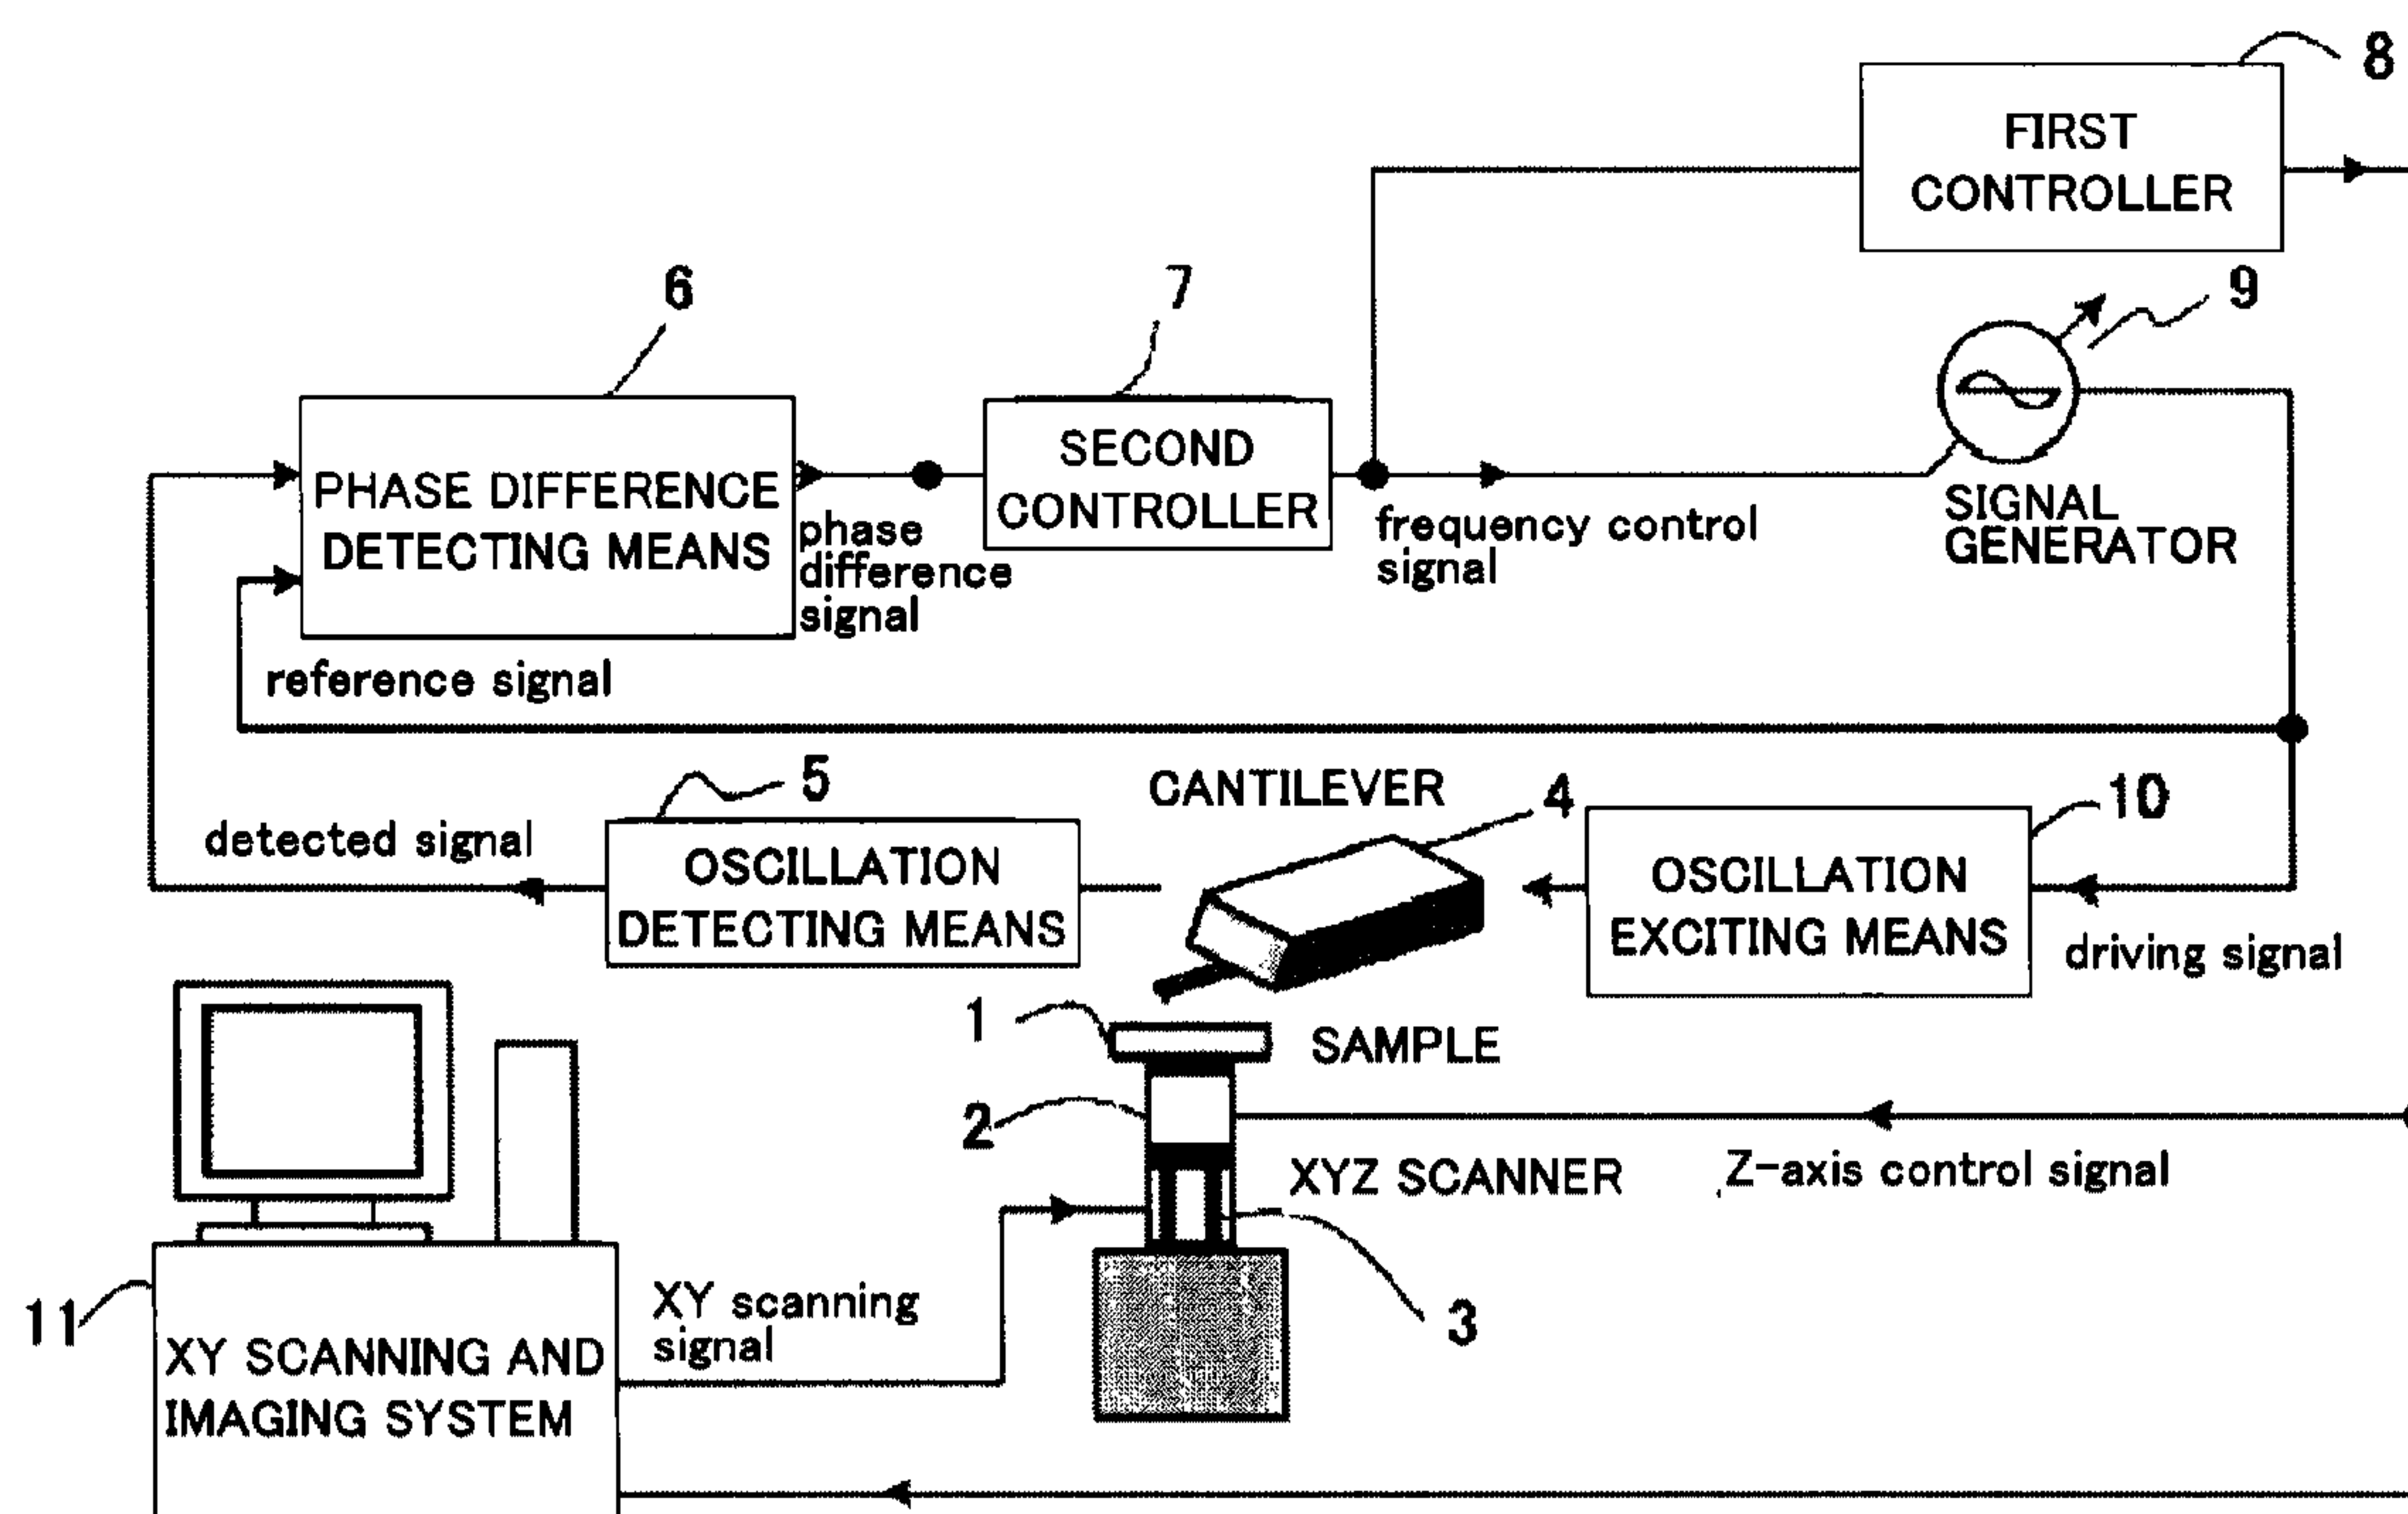 8
FIRST
CONTROLLER
6
7
9
PHASE DIFFERENCE
DETECTING MEANS
phase
difference
signal
SECOND
CONTROLLER
frequency control
signal
SIGNAL
GENERATOR
reference signal
5
CANTILEVER
4
10
detected signal
OSCILLATION
DETECTING MEANS
OSCILLATION
EXCITING MEANS
driving signal
1
SAMPLE
2
XYZ SCANNER
Z-axis control signal
3
11
XY scanning
signal
XY SCANNING AND
IMAGING SYSTEM